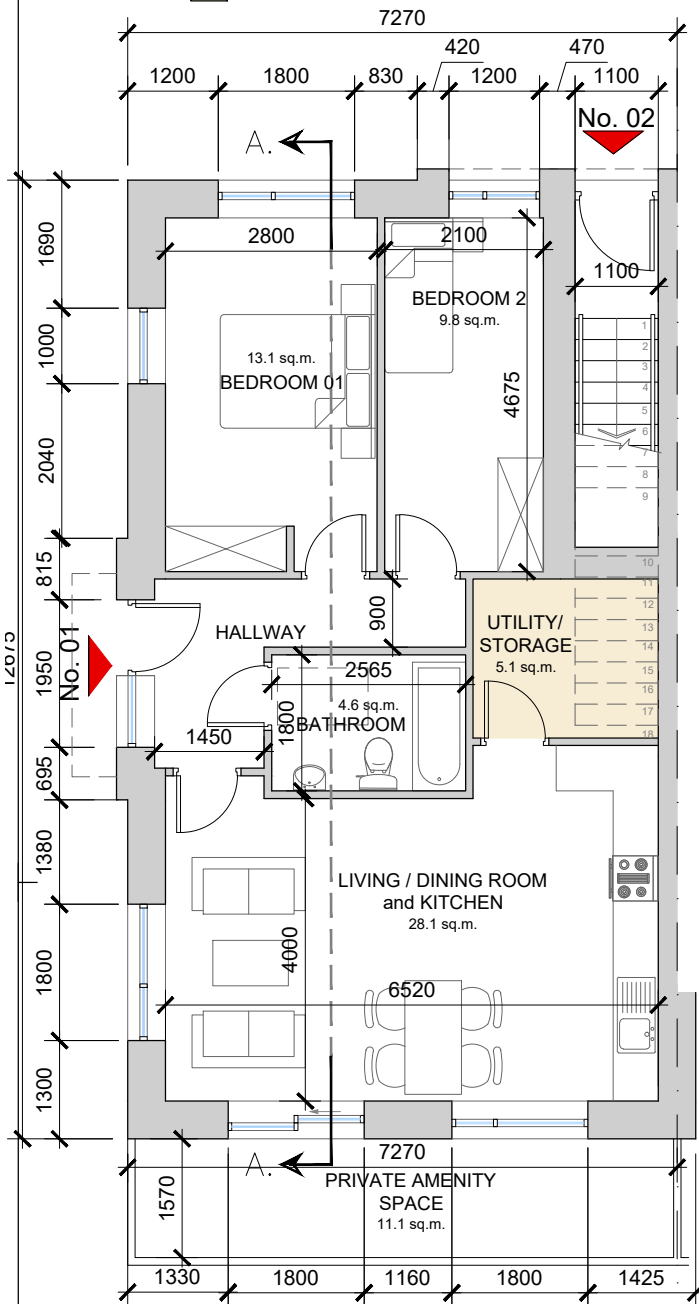 7270
420
470
1200
1800
830
1200
1100
No. 02
A.
2800
2100
1100
BEDROOM 2
9.8 sq.m.
13.1 sq.m.
BEDROOM 01
4675
1
2
3
4
5
6
7
8
9
10
11
12
13
14
15
16
17
18
1690
1000
2040
815
1950
695
1380
1800
1300
12675
No. 01
HALLWAY
900
UTILITY/
STORAGE
5.1 sq.m.
2565
4.6 sq.m.
BATHROOM
1800
1450
LIVING / DINING ROOM
and KITCHEN
28.1 sq.m.
4000
6520
A.
7270
PRIVATE AMENITY
SPACE
11.1 sq.m.
1570
1330
1800
1160
1800
1425